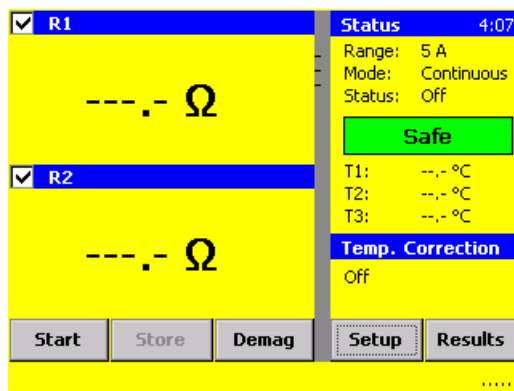 R1
---.- Ω
R2
---.- Ω
Start
Store
Demag
Status 4:07
Range: 5 A
Mode: Continuous
Status: Off
Safe
T1: --.- °C
T2: --.- °C
T3: --.- °C
Temp. Correction
Off
Setup
Results
.....